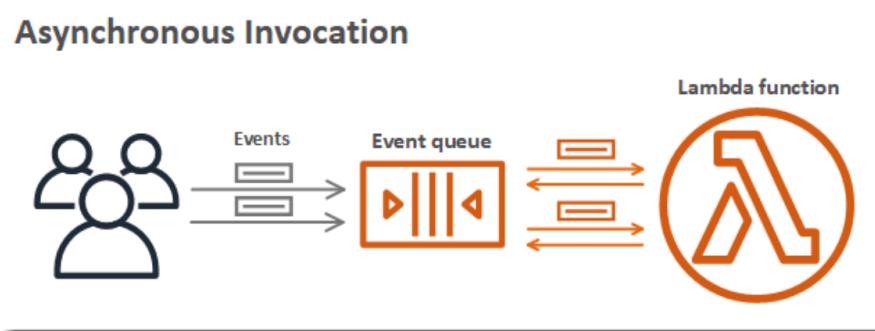 Asynchronous Invocation
Lambda function
Events
Event queue